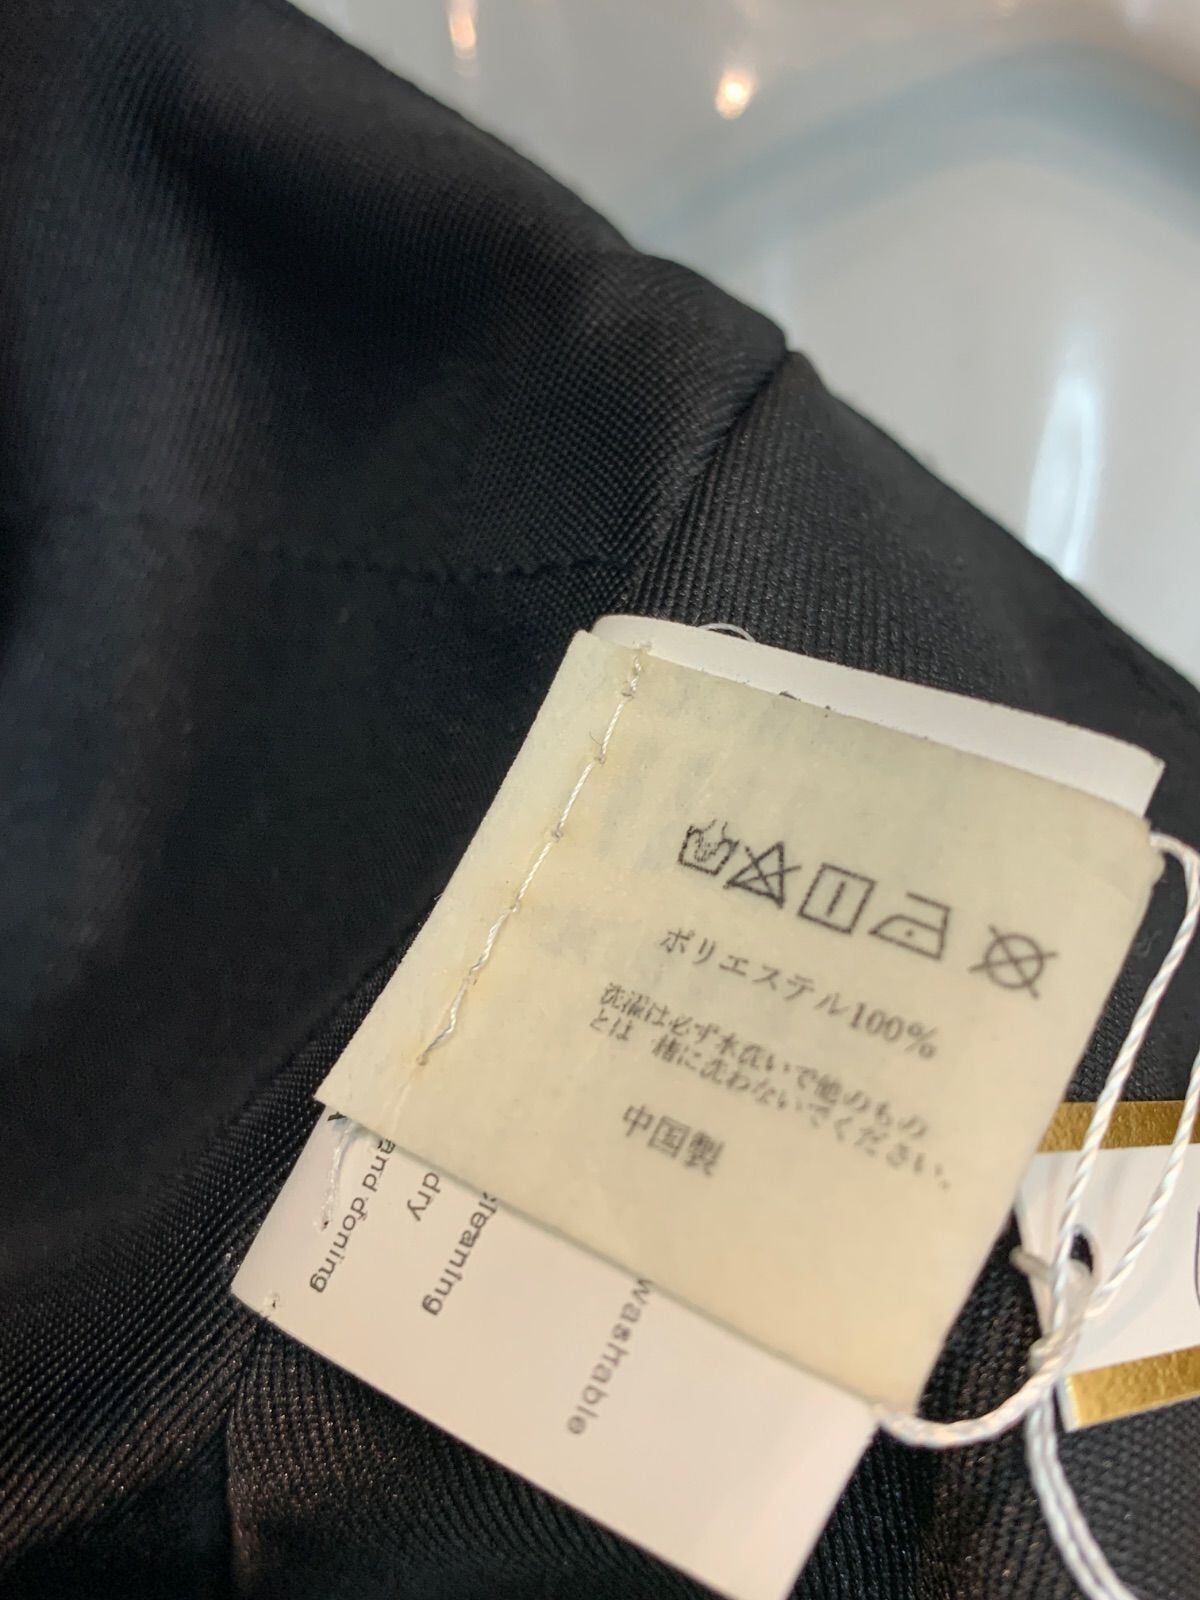 ポリエステル100%
洗濯は必ず水洗いで他のもの
とは一緒に洗わないでください。
中国製
and doning
dry
cleaning
washable